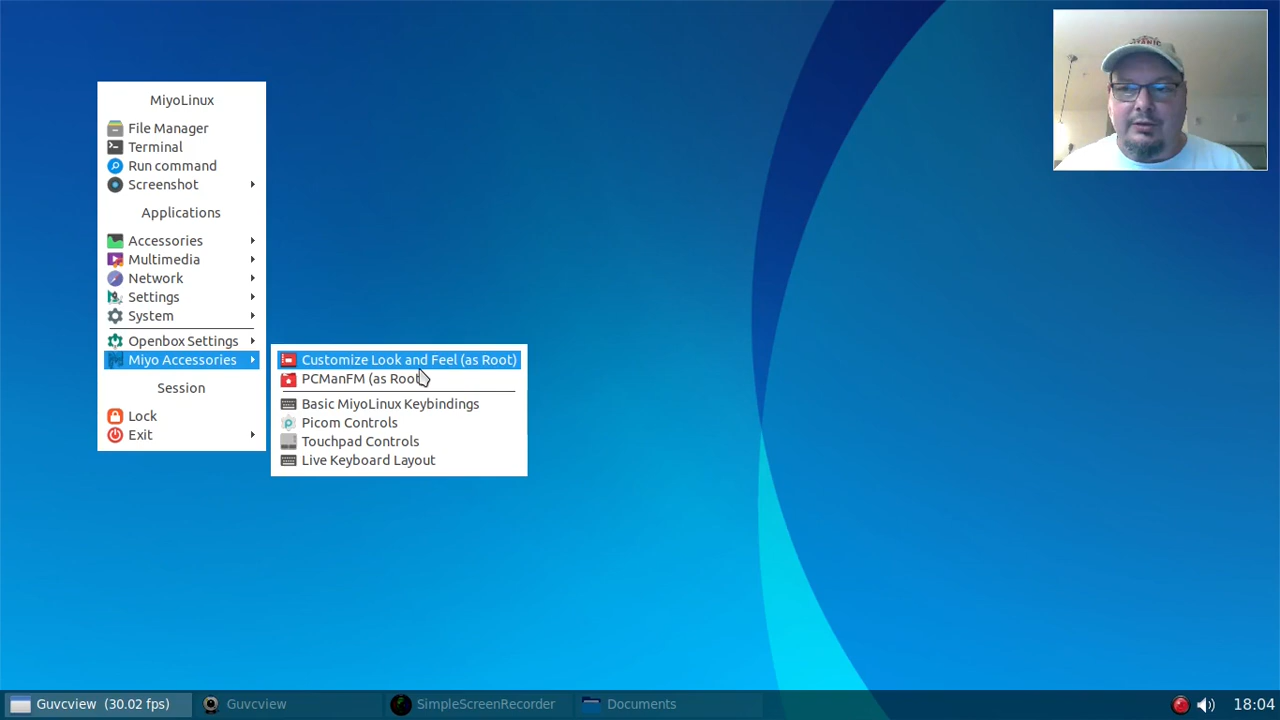 MiyoLinux
File Manager
Terminal
Run command
Screenshot
Applications
Accessories
Multimedia
Network
Settings
System
Openbox Settings
Miyo Accessories
Session
Lock
Exit
Customize Look and Feel (as Root)
PCManFM (as Root)
Basic MiyoLinux Keybindings
Picom Controls
Touchpad Controls
Live Keyboard Layout
Guvcview (30.02 fps)
Guvcview
SimpleScreenRecorder
Documents
18:04